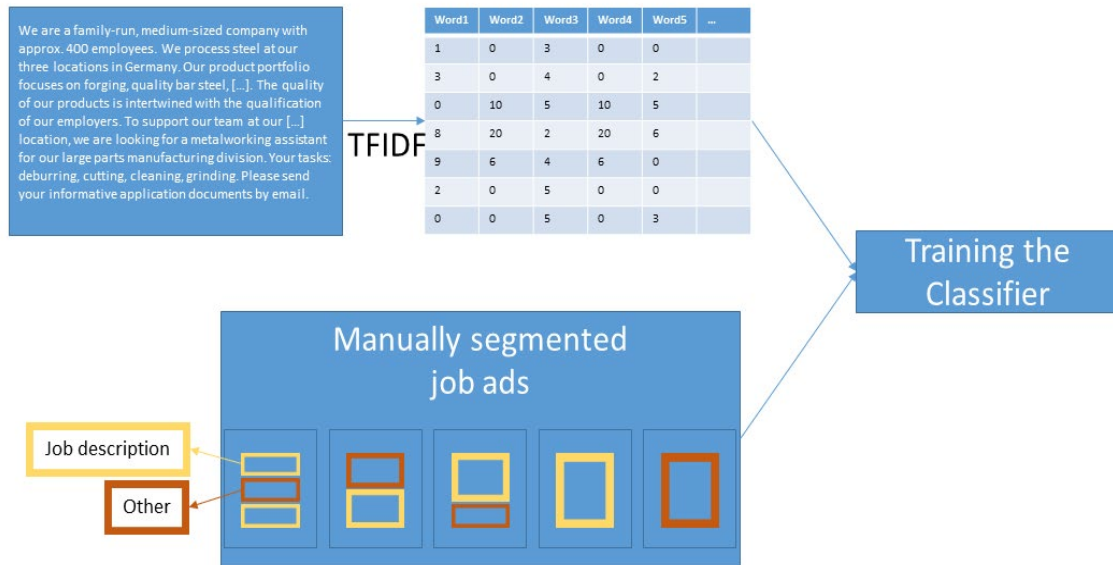 We are a family-run, medium-sized company with
approx. 400 employees. We process steel at our
three locations in Germany. Our product portfolio
focuses on forging, quality bar steel, [...]. The quality
of our products is intertwined with the qualification
of our employers. To support our team at our [...]
location, we are looking for a metalworking assistant
for our large parts manufacturing division. Your tasks:
deburring, cutting, cleaning, grinding. Please send
your informative application documents by email.
TFIDF
Word1 Word2 Word3 Word4 Word5 ...
1 0 3 0 0
3 0 4 0 2
0 10 5 10 5
8 20 2 20 6
9 6 4 6 0
2 0 5 0 0
0 0 5 0 3
Training the
Classifier
Manually segmented
job ads
Job description
Other